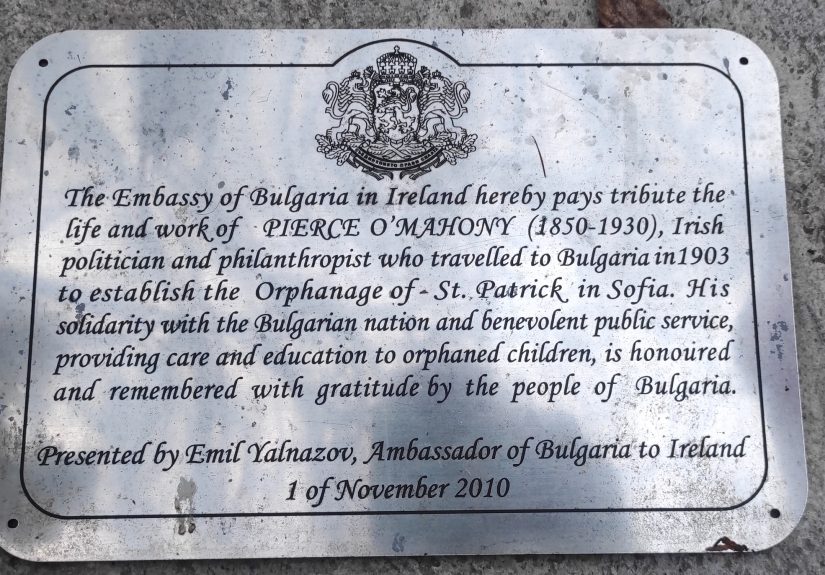 The Embassy of Bulgaria in Ireland hereby pays tribute the
life and work of PIERCE O'MAHONY (1850-1930), Irish
politician and philanthropist who travelled to Bulgaria in 1903
to establish the Orphanage of - St. Patrick in Sofia. His
solidarity with the Bulgarian nation and benevolent public service,
providing care and education to orphaned children, is honoured
and remembered with gratitude by the people of Bulgaria.
Presented by Emil Yalnazov, Ambassador of Bulgaria to Ireland
1 of November 2010